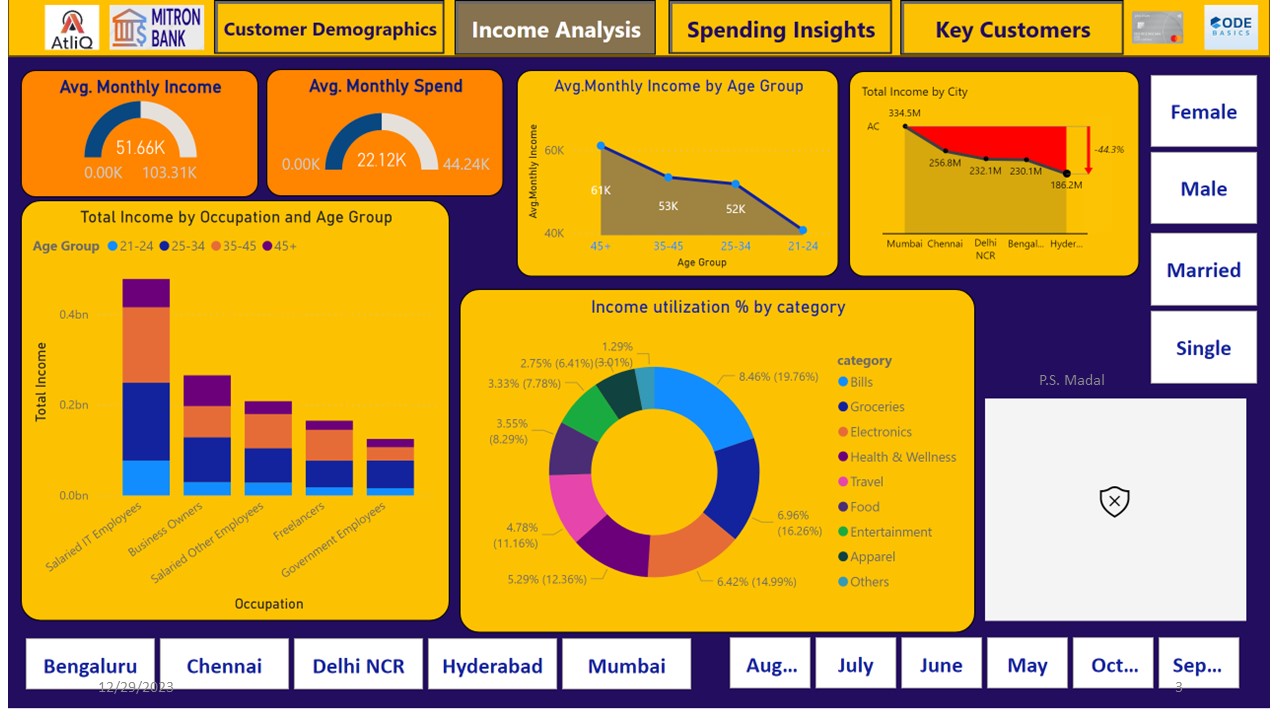 AtliQ
MITRON
BANK
Customer Demographics
Income Analysis
Spending Insights
Key Customers
CODE
BASICS
Avg. Monthly Income
51.66K
0.00K
103.31K
Avg. Monthly Spend
22.12K
0.00K
44.24K
Avg.Monthly Income by Age Group
Avg.Monthly Income
60K
40K
61K
53K
52K
45+
35-45
25-34
21-24
Age Group
Total Income by City
334.5M
AC
256.8M
232.1M
230.1M
186.2M
-44.3%
Mumbai
Chennai
Delhi
NCR
Bengal...
Hyder...
Female
Male
Married
Single
Total Income by Occupation and Age Group
Age Group
21-24
25-34
35-45
45+
Total Income
0.4bn
0.2bn
0.0bn
Salaried IT Employees
Business Owners
Salaried Other Employees
Freelancers
Government Employees
Occupation
Income utilization % by category
1.29%
(3.01%)
2.75% (6.41%)
3.33% (7.78%)
3.55%
(8.29%)
4.78%
(11.16%)
5.29% (12.36%)
6.42% (14.99%)
6.96%
(16.26%)
8.46% (19.76%)
category
Bills
Groceries
Electronics
Health & Wellness
Travel
Food
Entertainment
Apparel
Others
P.S. Madal
Bengaluru
Chennai
Delhi NCR
Hyderabad
Mumbai
Aug...
July
June
May
Oct...
Sep...
12/29/2023
3